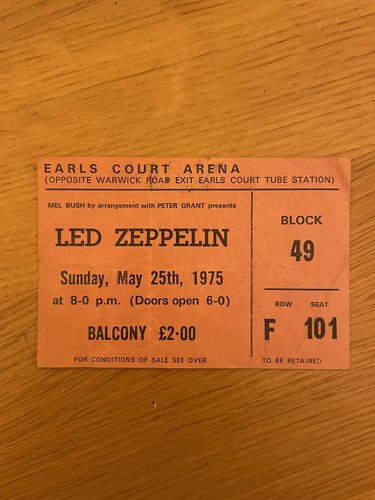 EARLS COURT ARENA
(OPPOSITE WARWICK ROAD EXIT EARLS COURT TUBE STATION)
MEL BUSH by arrangement with PETER GRANT presents
LED ZEPPELIN
Sunday, May 25th, 1975
at 8-0 p.m. (Doors open 6-0)
BALCONY £2·00
FOR CONDITIONS OF SALE SEE OVER
BLOCK
49
ROW SEAT
F 101
TO BE RETAINED